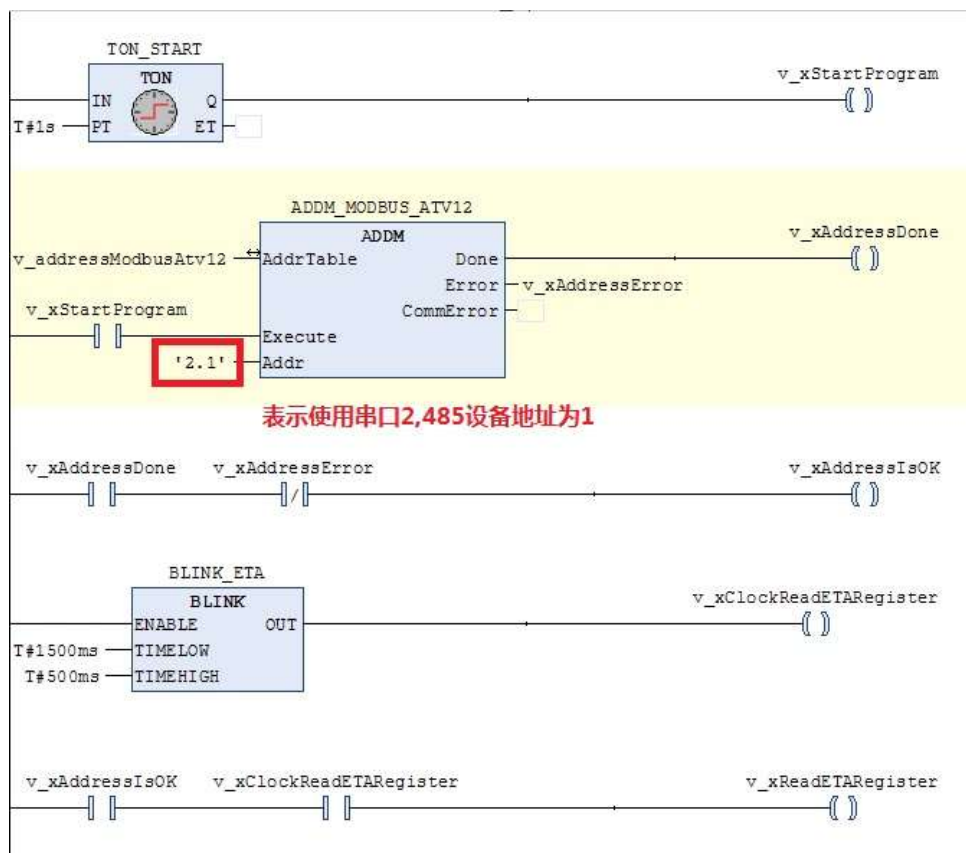 TON_START
TON
v_xStartProgram
IN Q
T#1s PT ET
ADDM_MODBUS_ATV12
ADDM
v_xAddressDone
v_addressModbusAtv12 AddrTable Done
Error v_xAddressError
v_xStartProgram
CommError
Execute
'2.1' Addr
表示使用串口2,485设备地址为1
v_xAddressDone v_xAddressError v_xAddressIsOK
BLINK_ETA
BLINK
v_xClockReadETARegister
ENABLE OUT
T#1500ms TIMELOW
T#500ms TIMEHIGH
v_xAddressIsOK v_xClockReadETARegister v_xReadETARegister